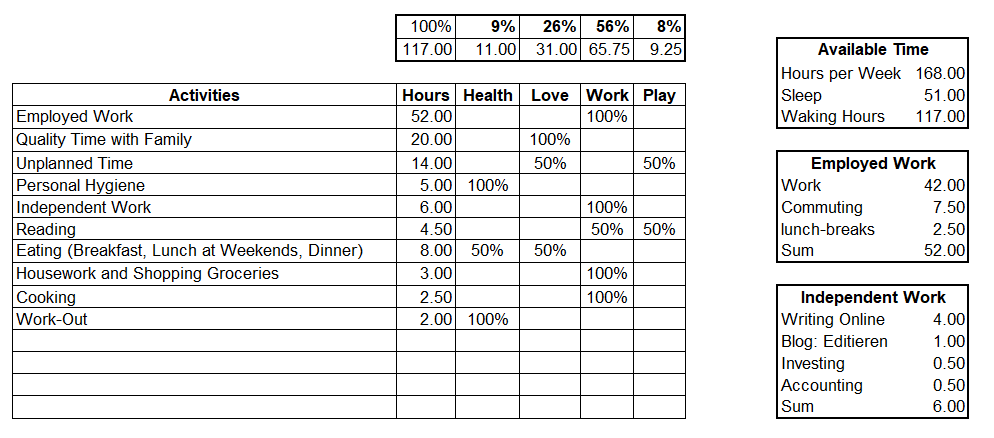 100% 9% 26% 56% 8%
117.00 11.00 31.00 65.75 9.25
Activities Hours Health Love Work Play
Employed Work 52.00 100%
Quality Time with Family 20.00 100%
Unplanned Time 14.00 50% 50%
Personal Hygiene 5.00 100%
Independent Work 6.00 100%
Reading 4.50 50% 50%
Eating (Breakfast, Lunch at Weekends, Dinner) 8.00 50% 50%
Housework and Shopping Groceries 3.00 100%
Cooking 2.50 100%
Work-Out 2.00 100%
Available Time
Hours per Week 168.00
Sleep 51.00
Waking Hours 117.00
Employed Work
Work 42.00
Commuting 7.50
lunch-breaks 2.50
Sum 52.00
Independent Work
Writing Online 4.00
Blog: Editieren 1.00
Investing 0.50
Accounting 0.50
Sum 6.00